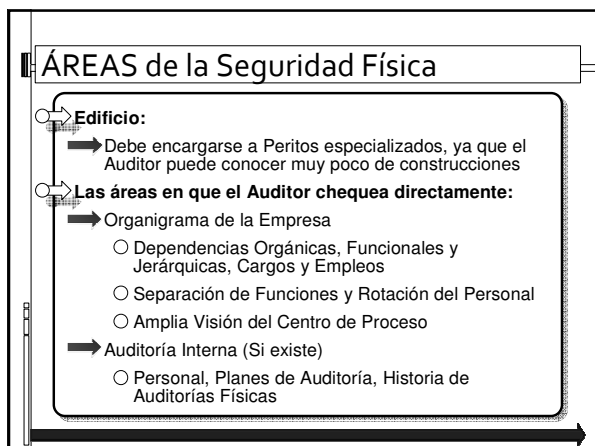 ÁREAS de la Seguridad Física
Edificio:
Debe encargarse a Peritos especializados, ya que el
Auditor puede conocer muy poco de construcciones
Las áreas en que el Auditor chequea directamente:
Organigrama de la Empresa
Dependencias Orgánicas, Funcionales y
Jerárquicas, Cargos y Empleos
Separación de Funciones y Rotación del Personal
Amplia Visión del Centro de Proceso
Auditoría Interna (Si existe)
Personal, Planes de Auditoría, Historia de
Auditorías Físicas